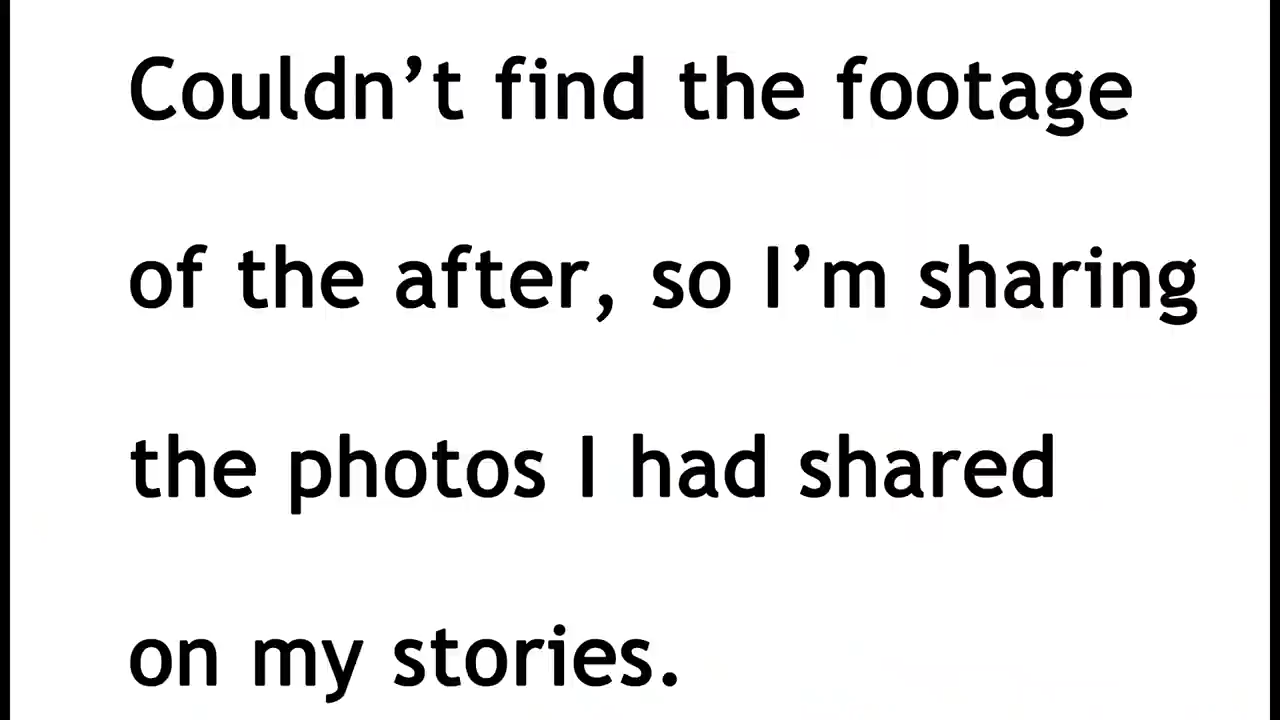 Couldn’t find the footage
of the after, so I’m sharing
the photos I had shared
on my stories.